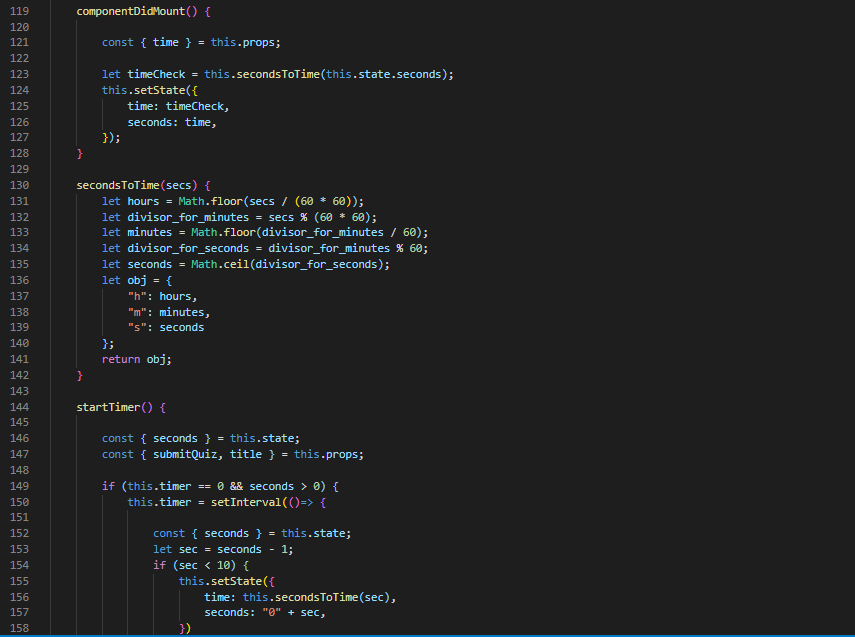 119 componentDidMount() {
120
121 const { time } = this.props;
122
123 let timeCheck = this.secondsToTime(this.state.seconds);
124 this.setState({
125 time: timeCheck,
126 seconds: time,
127 });
128 }
129
130 secondsToTime(secs) {
131 let hours = Math.floor(secs / (60 * 60));
132 let divisor_for_minutes = secs % (60 * 60);
133 let minutes = Math.floor(divisor_for_minutes / 60);
134 let divisor_for_seconds = divisor_for_minutes % 60;
135 let seconds = Math.ceil(divisor_for_seconds);
136 let obj = {
137 "h": hours,
138 "m": minutes,
139 "s": seconds
140 };
141 return obj;
142 }
143
144 startTimer() {
145
146 const { seconds } = this.state;
147 const { submitQuiz, title } = this.props;
148
149 if (this.timer == 0 && seconds > 0) {
150 this.timer = setInterval(()=> {
151
152 const { seconds } = this.state;
153 let sec = seconds - 1;
154 if (sec < 10) {
155 this.setState({
156 time: this.secondsToTime(sec),
157 seconds: "0" + sec,
158 })